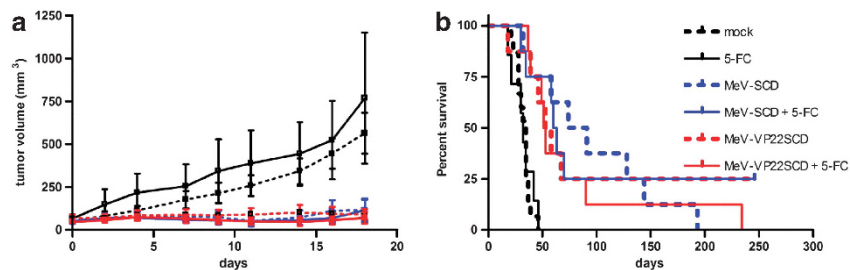 a
tumor volume (mm³)
1250
1000
750
500
250
0
0 5 10 15 20
days
b
Percent survival
100
75
50
25
0
0 50 100 150 200 250 300
days
mock
5-FC
MeV-SCD
MeV-SCD + 5-FC
MeV-VP22SCD
MeV-VP22SCD + 5-FC